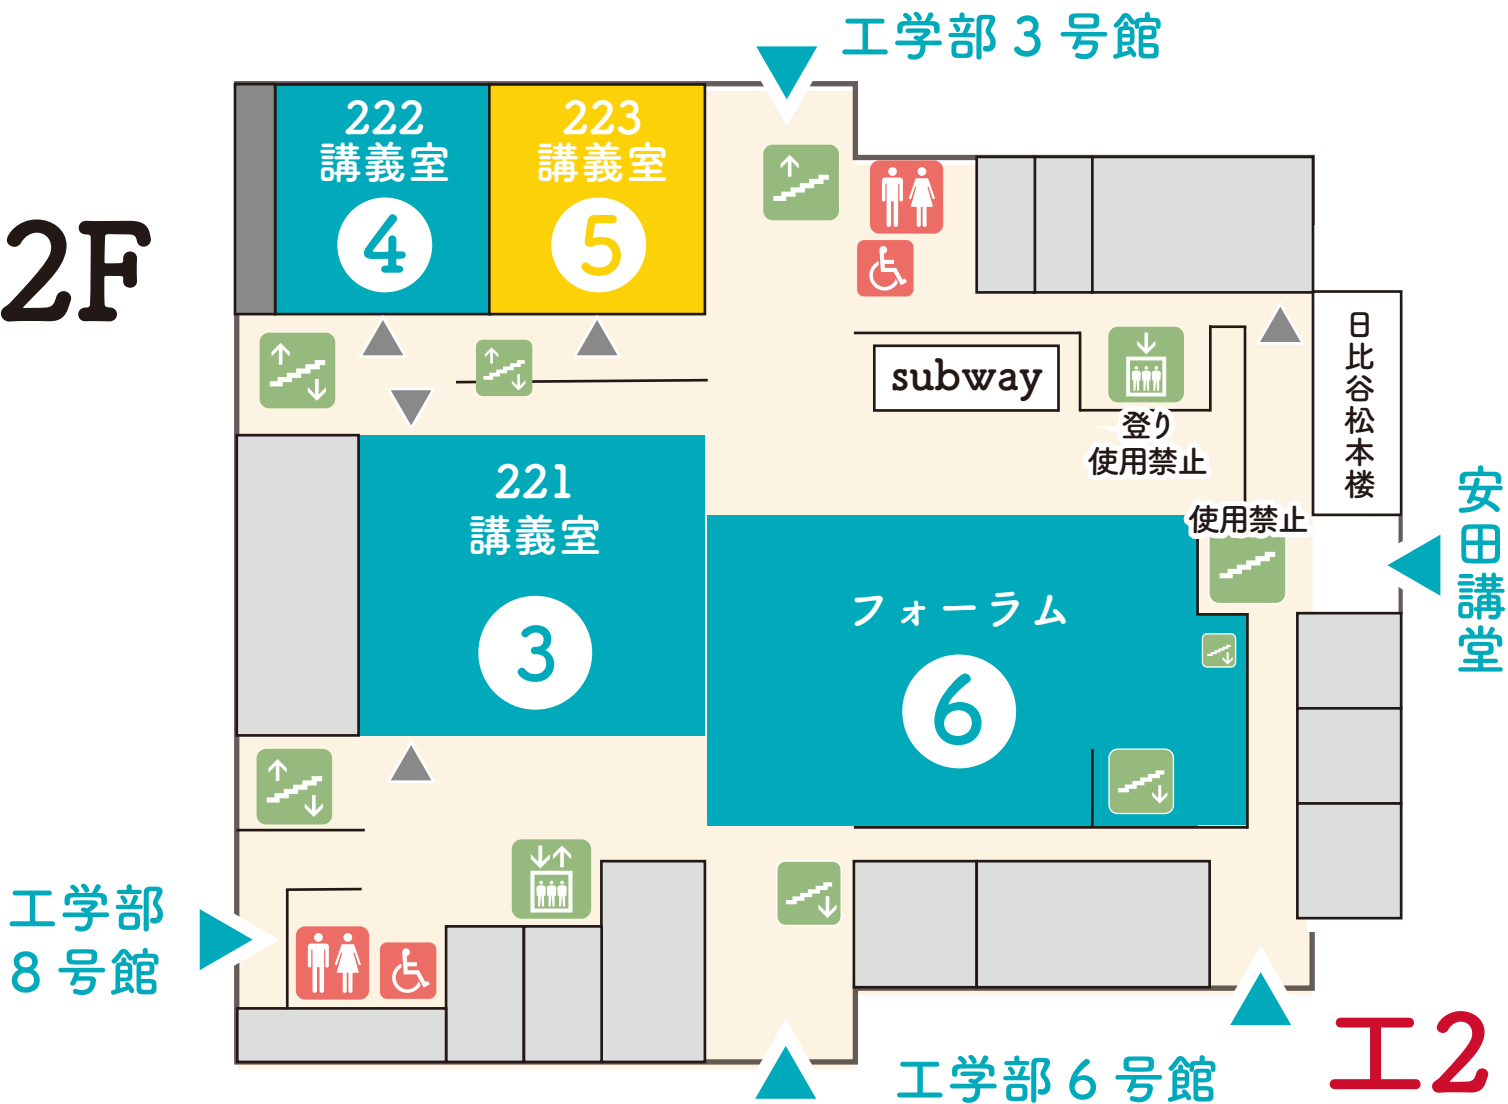 工学部 3 号館
2F
222
講義室
4
223
講義室
5
subway
登り
使用禁止
日比谷松本楼
使用禁止
安田講堂
221
講義室
3
フォーラム
6
工学部
8 号館
工学部 6 号館
工2